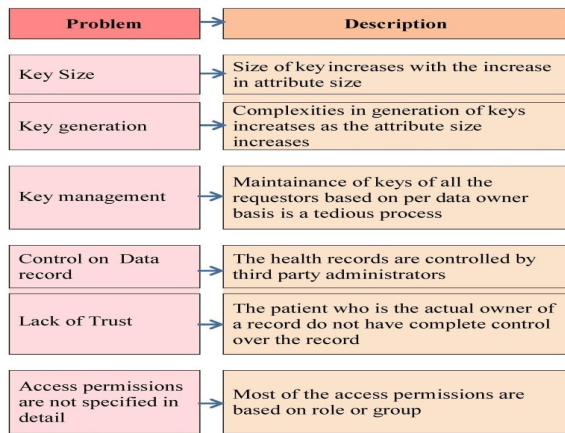 Problem
Description
Key Size
Size of key increases with the increase
in attribute size
Key generation
Complexities in generation of keys
increatses as the attribute size
increases
Key management
Maintainance of keys of all the
requestors based on per data owner
basis is a tedious process
Control on Data
record
The health records are controlled by
third party administrators
Lack of Trust
The patient who is the actual owner of
a record do not have complete control
over the record
Access permissions
are not specified in
detail
Most of the access permissions are
based on role or group